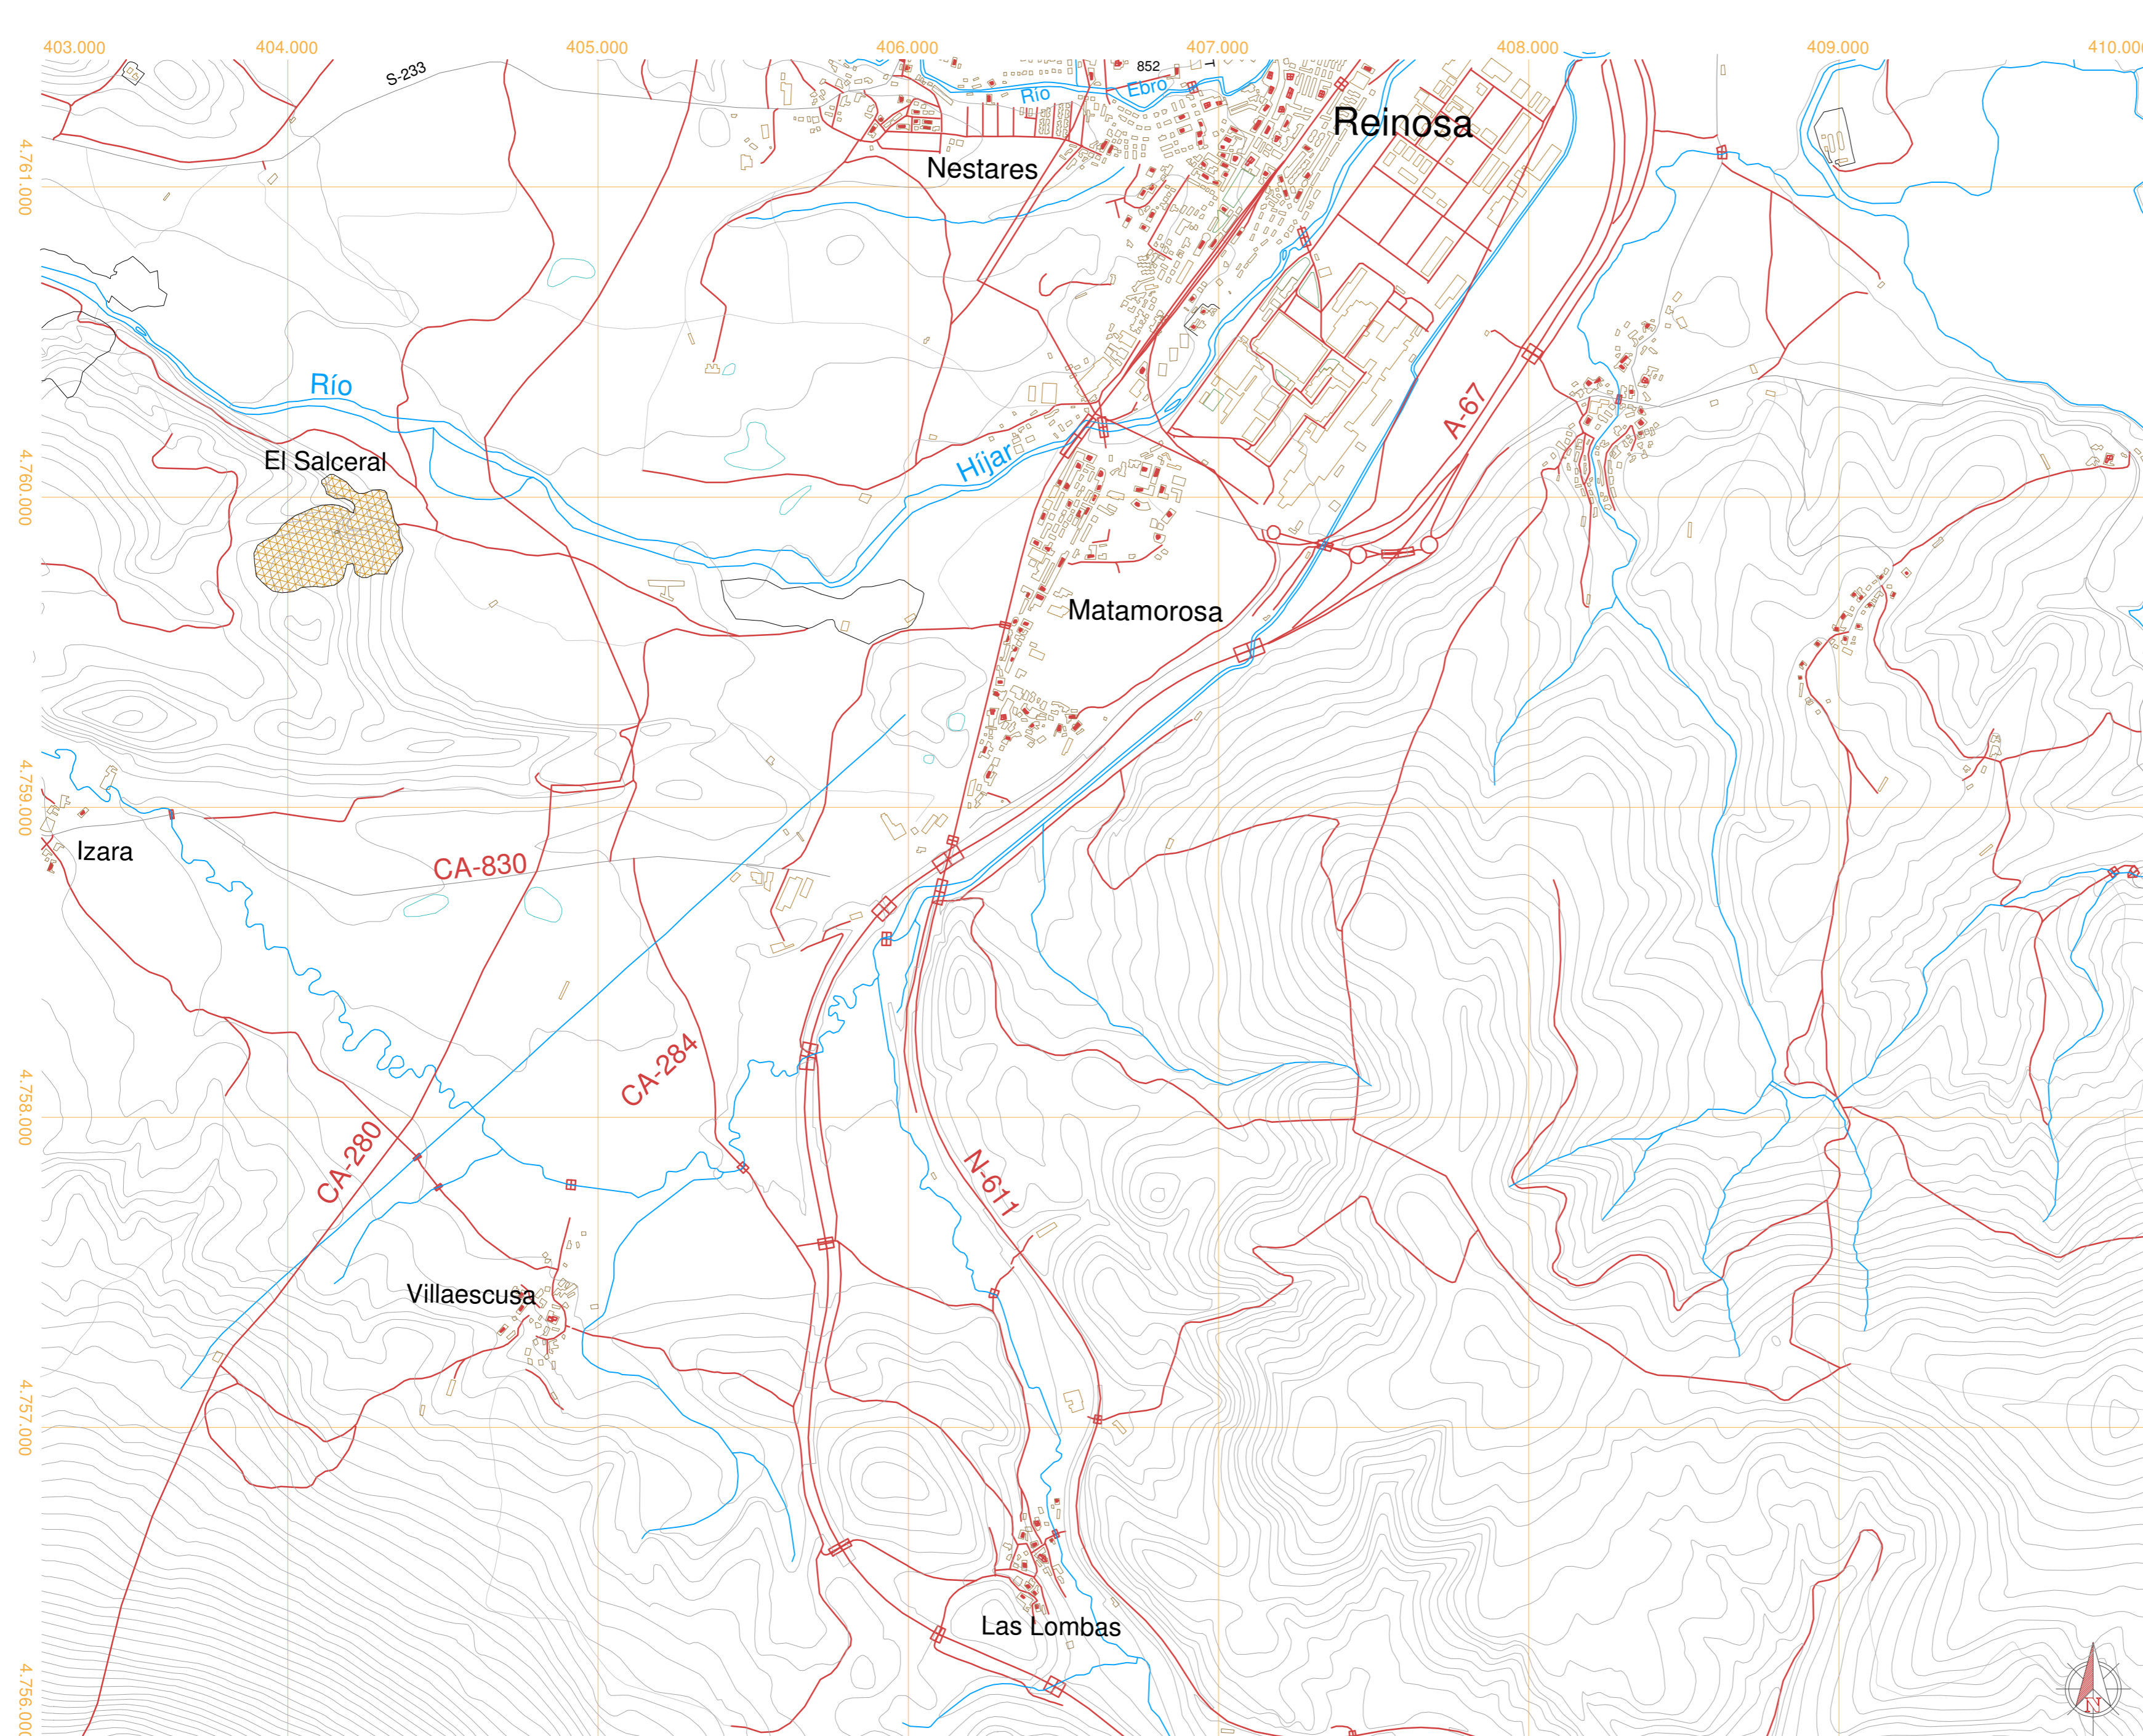 403.000 404.000 405.000 406.000 407.000 408.000 409.000 410.000
S-233
852
T
Río Ebro
Reinosa
Nestares
4.761.000
Río
A-67
El Salceral
Híjar
4.760.000
Matamorosa
4.759.000
Izara
CA-830
CA-284
4.758.000
CA-280
N-611
Villaescusa
4.757.000
Las Lombas
4.756.000
N